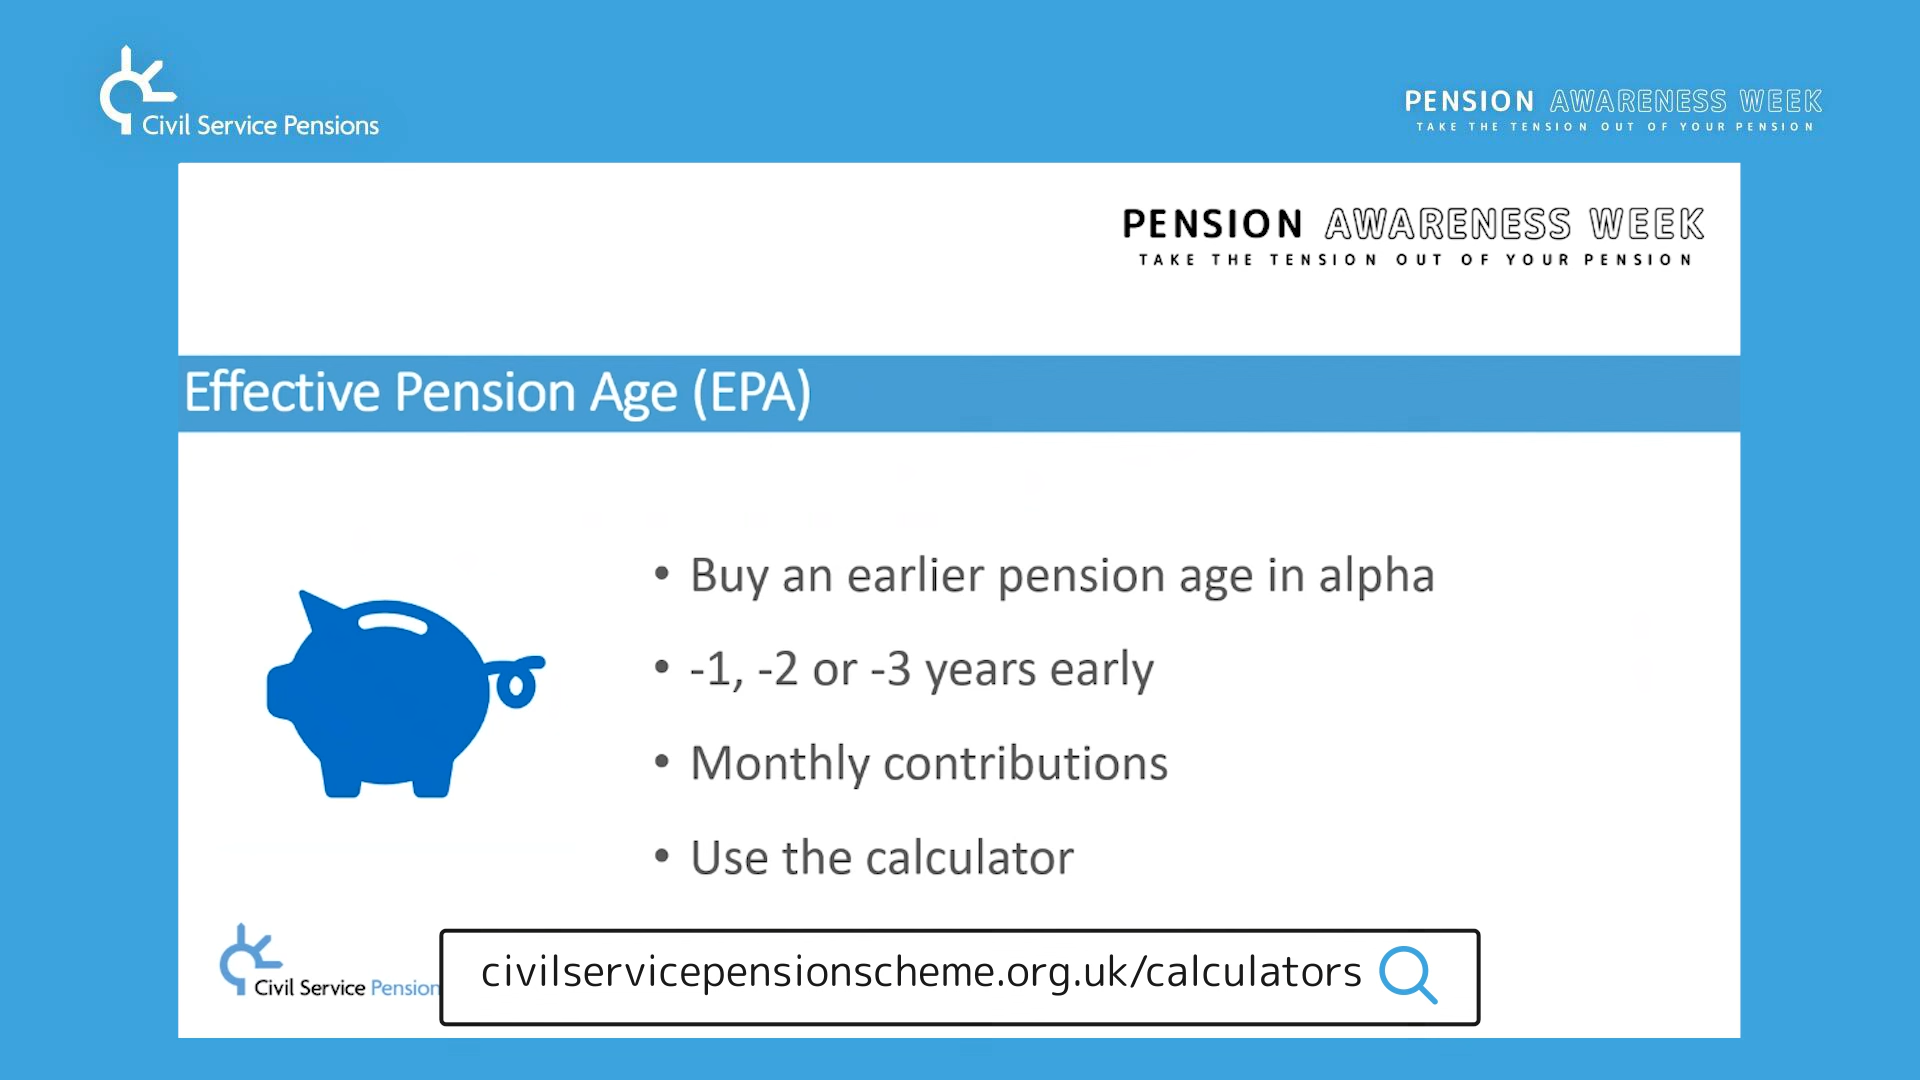 Civil Service Pensions
PENSION AWARENESS WEEK
TAKE THE TENSION OUT OF YOUR PENSION
PENSION AWARENESS WEEK
TAKE THE TENSION OUT OF YOUR PENSION
Effective Pension Age (EPA)
• Buy an earlier pension age in alpha
• -1, -2 or -3 years early
• Monthly contributions
• Use the calculator
Civil Service Pension
civilservicepensionscheme.org.uk/calculators